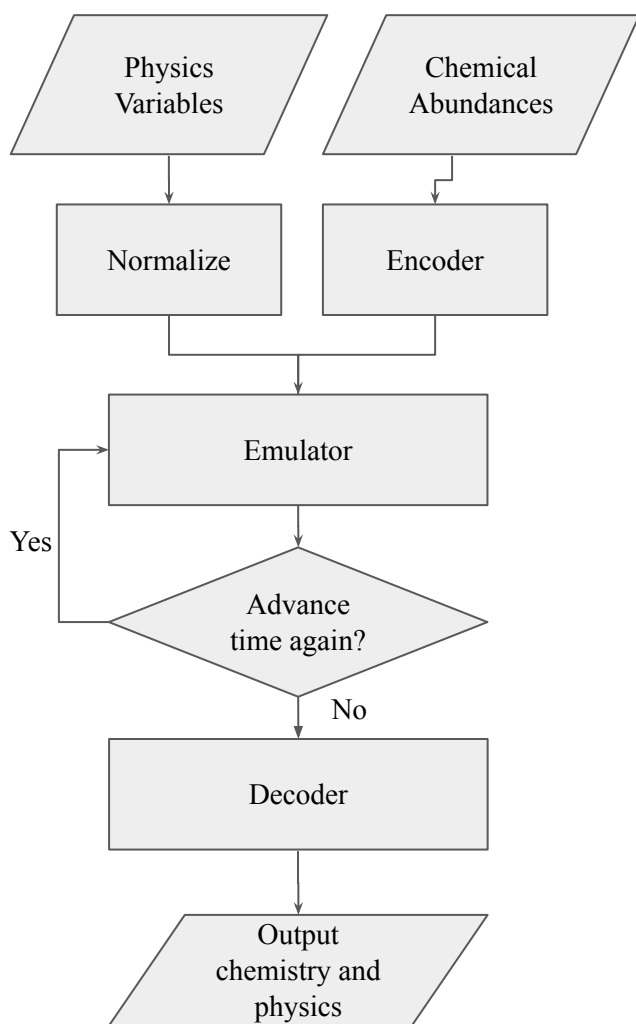 Physics
Variables
Chemical
Abundances
Normalize
Encoder
Emulator
Yes
Advance
time again?
No
Decoder
Output
chemistry and
physics